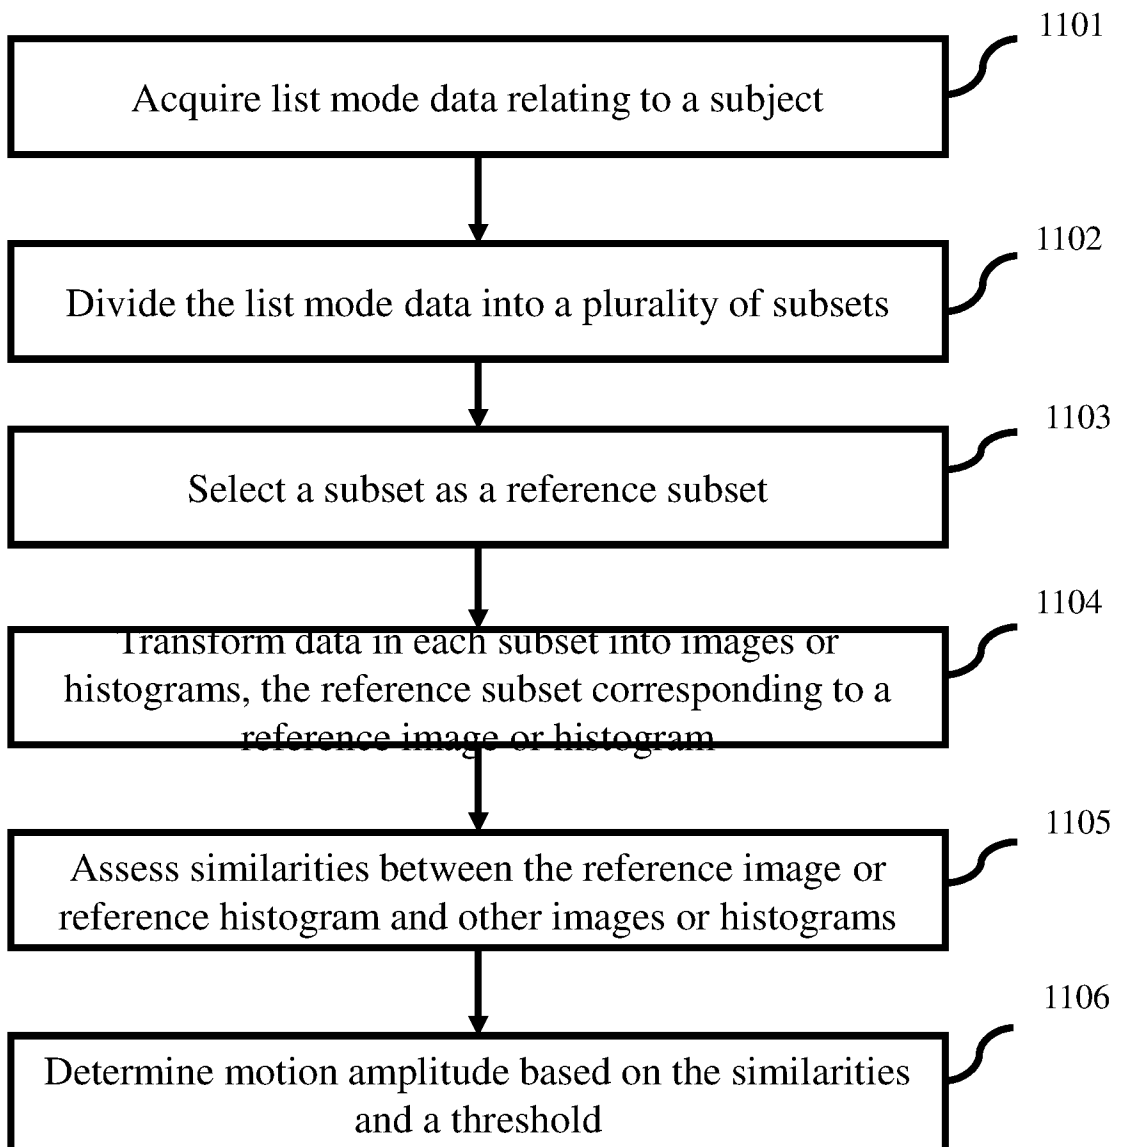 1101
Acquire list mode data relating to a subject
1102
Divide the list mode data into a plurality of subsets
1103
Select a subset as a reference subset
1104
Transform data in each subset into images or
histograms, the reference subset corresponding to a
reference image or histogram
1105
Assess similarities between the reference image or
reference histogram and other images or histograms
1106
Determine motion amplitude based on the similarities
and a threshold